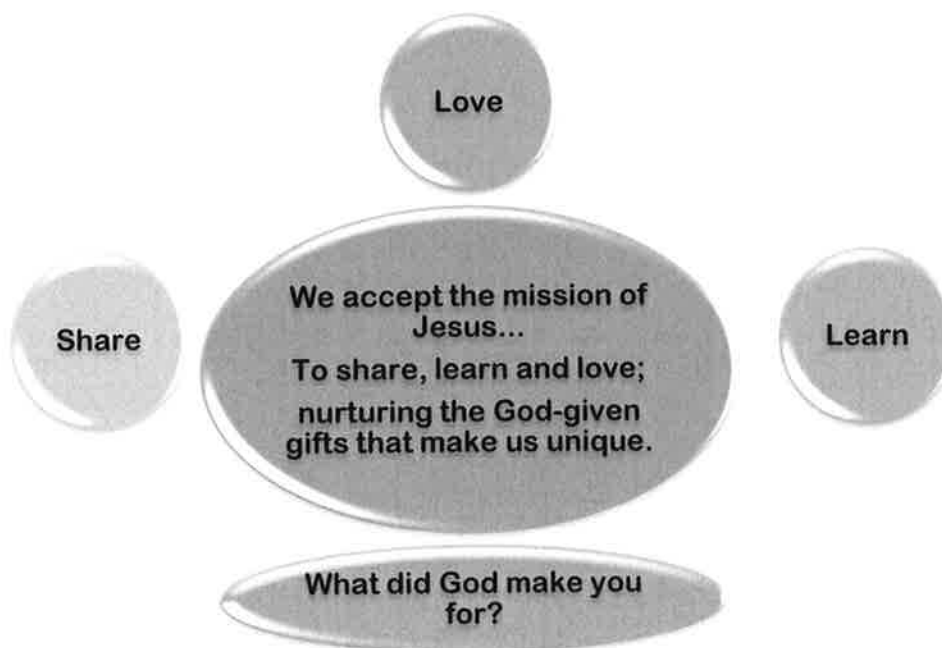 Love
Share
We accept the mission of
Jesus...
To share, learn and love;
nurturing the God-given
gifts that make us unique.
Learn
What did God make you
for?